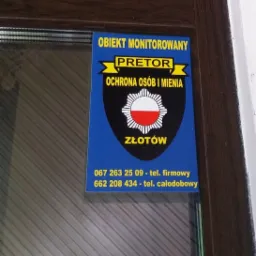 OBIEKT MONITOROWANY
PRETOR
OCHRONA OSÓB I MIENIA
ZŁOTÓW
067 263 25 09 - tel. firmowy
662 208 434 - tel. całodobowy